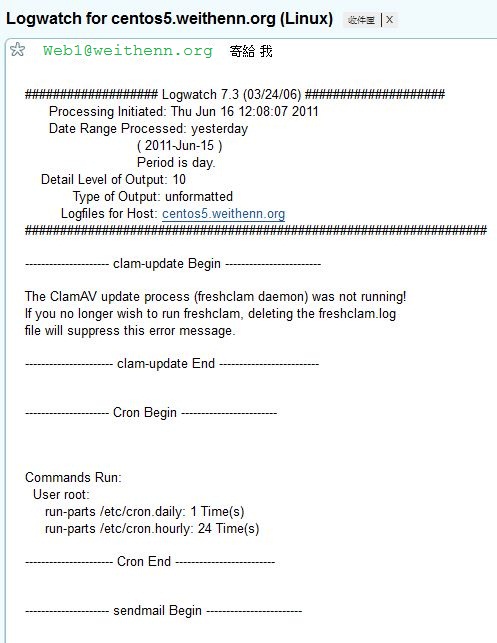 Logwatch for centos5.weithenn.org (Linux) 收件匣 X
Web1@weithenn.org 寄給 我
################### Logwatch 7.3 (03/24/06) ####################
Processing Initiated: Thu Jun 16 12:08:07 2011
Date Range Processed: yesterday
( 2011-Jun-15 )
Period is day.
Detail Level of Output: 10
Type of Output: unformatted
Logfiles for Host: centos5.weithenn.org
##################################################################
--------------------- clam-update Begin ------------------------
The ClamAV update process (freshclam daemon) was not running!
If you no longer wish to run freshclam, deleting the freshclam.log
file will suppress this error message.
--------------------- clam-update End -------------------------
--------------------- Cron Begin ------------------------
Commands Run:
User root:
run-parts /etc/cron.daily: 1 Time(s)
run-parts /etc/cron.hourly: 24 Time(s)
---------------------- Cron End -------------------------
--------------------- sendmail Begin ------------------------